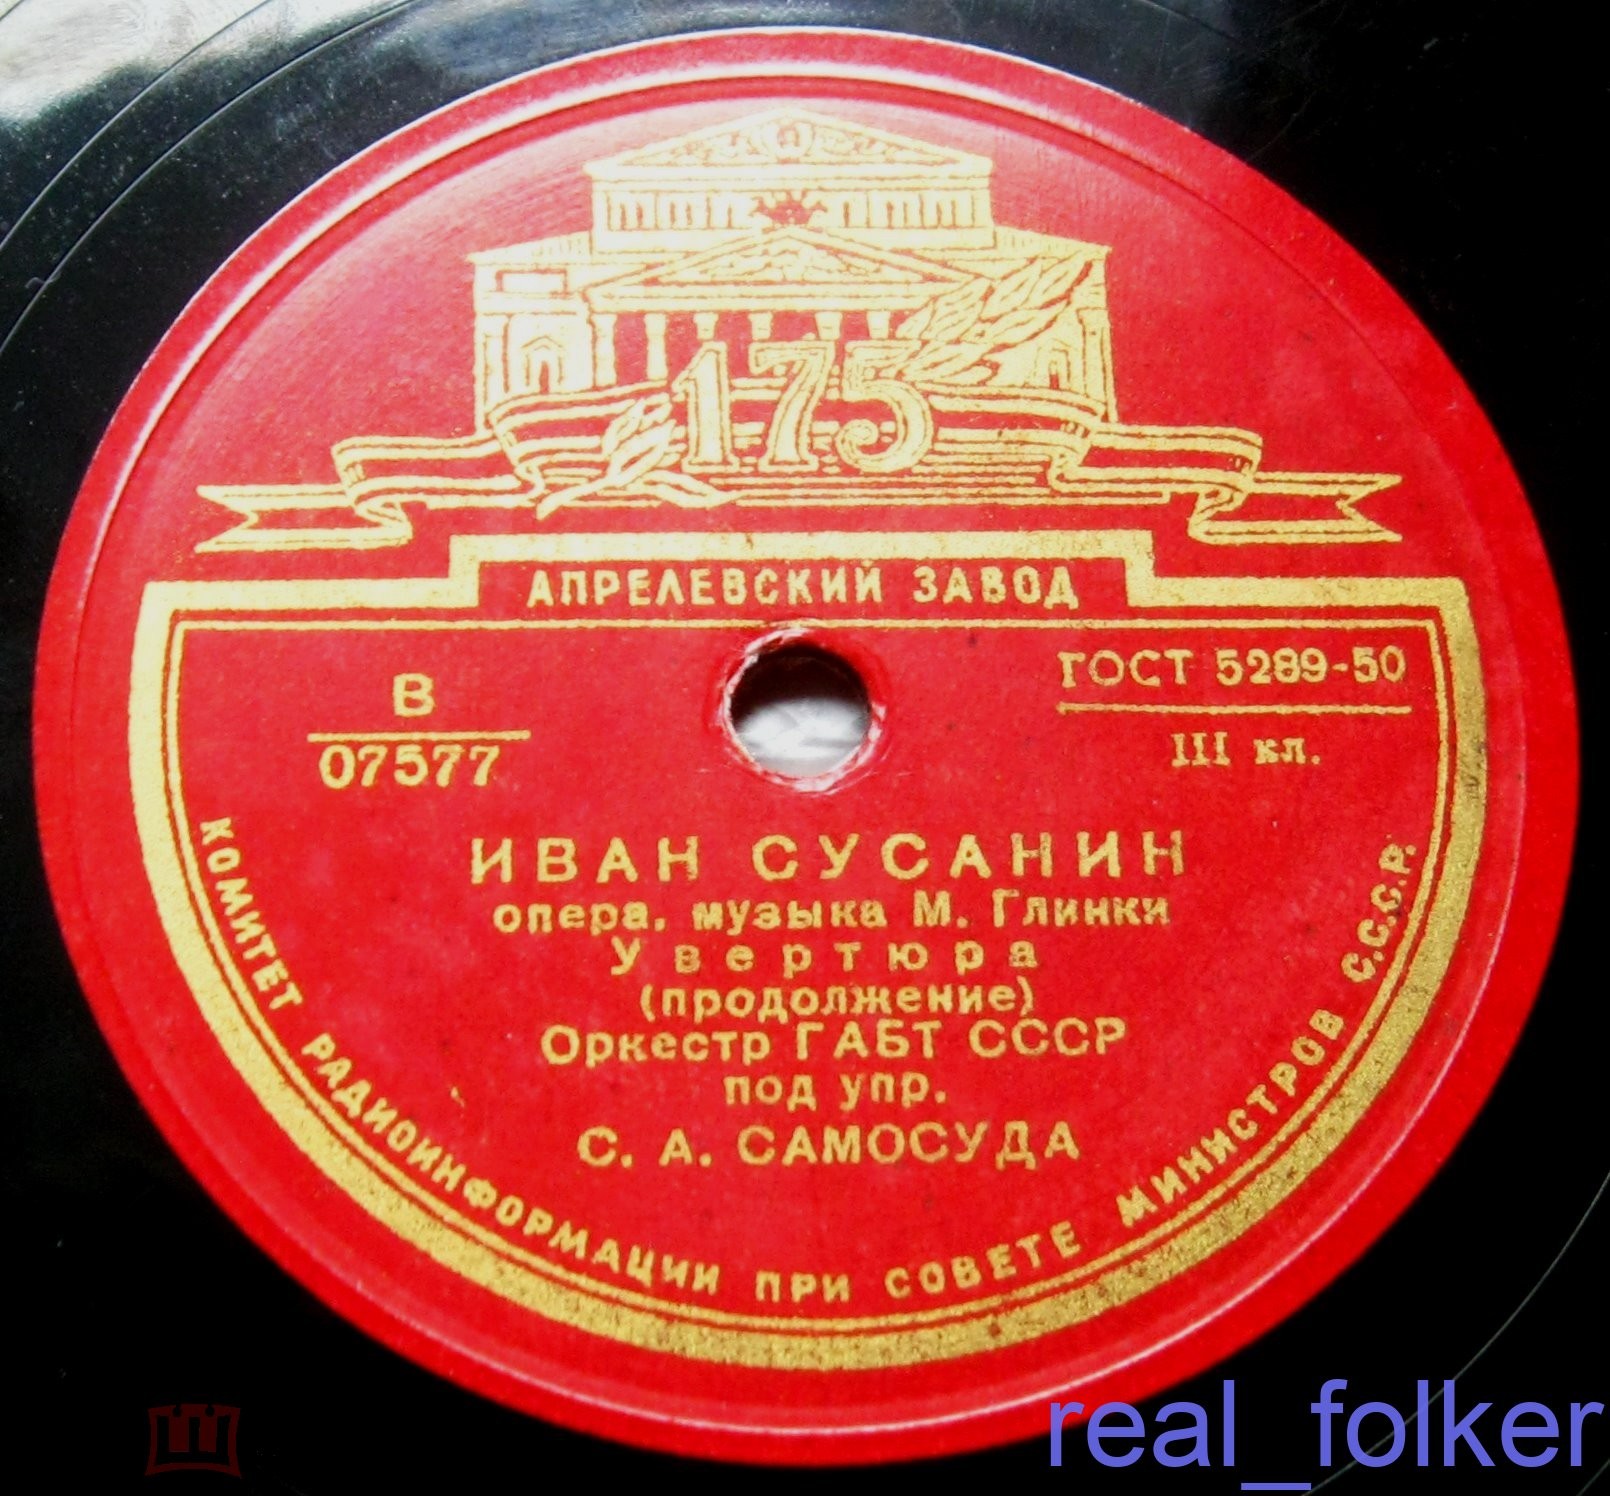 175
АПРЕЛЕВСКИЙ ЗАВОД
В
07577
ГОСТ 5289-50
III кл.
ИВАН СУСАНИН
опера, музыка М. Глинки
Увертюра
(продолжение)
Оркестр ГАБТ СССР
под упр.
С. А. САМОСУДА
КОМИТЕТ РАДИОИНФОРМАЦИИ ПРИ СОВЕТЕ МИНИСТРОВ С.С.С.Р.
real_folker